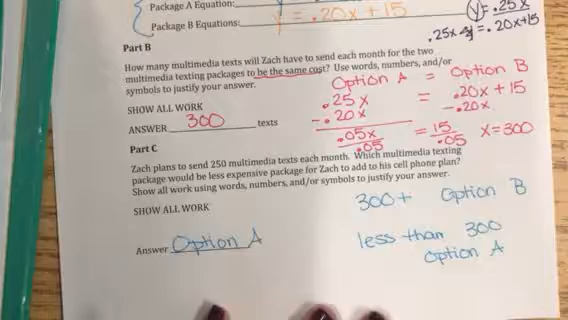 Package A Equation:
y = .25x
Package B Equations: y = .20x + 15
.25x = .20x+15
Part B
How many multimedia texts will Zach have to send each month for the two
multimedia texting packages to be the same cost? Use words, numbers, and/or
symbols to justify your answer.
Option A = Option B
SHOW ALL WORK
.25x = .20x + 15
-.20x -.20x
ANSWER 300 texts
.05x = 15 x=300
.05 .05
Part C
Zach plans to send 250 multimedia texts each month. Which multimedia texting
package would be less expensive package for Zach to add to his cell phone plan?
Show all work using words, numbers, and/or symbols to justify your answer.
300+ Option B
SHOW ALL WORK
less than 300
Option A
Answer Option A